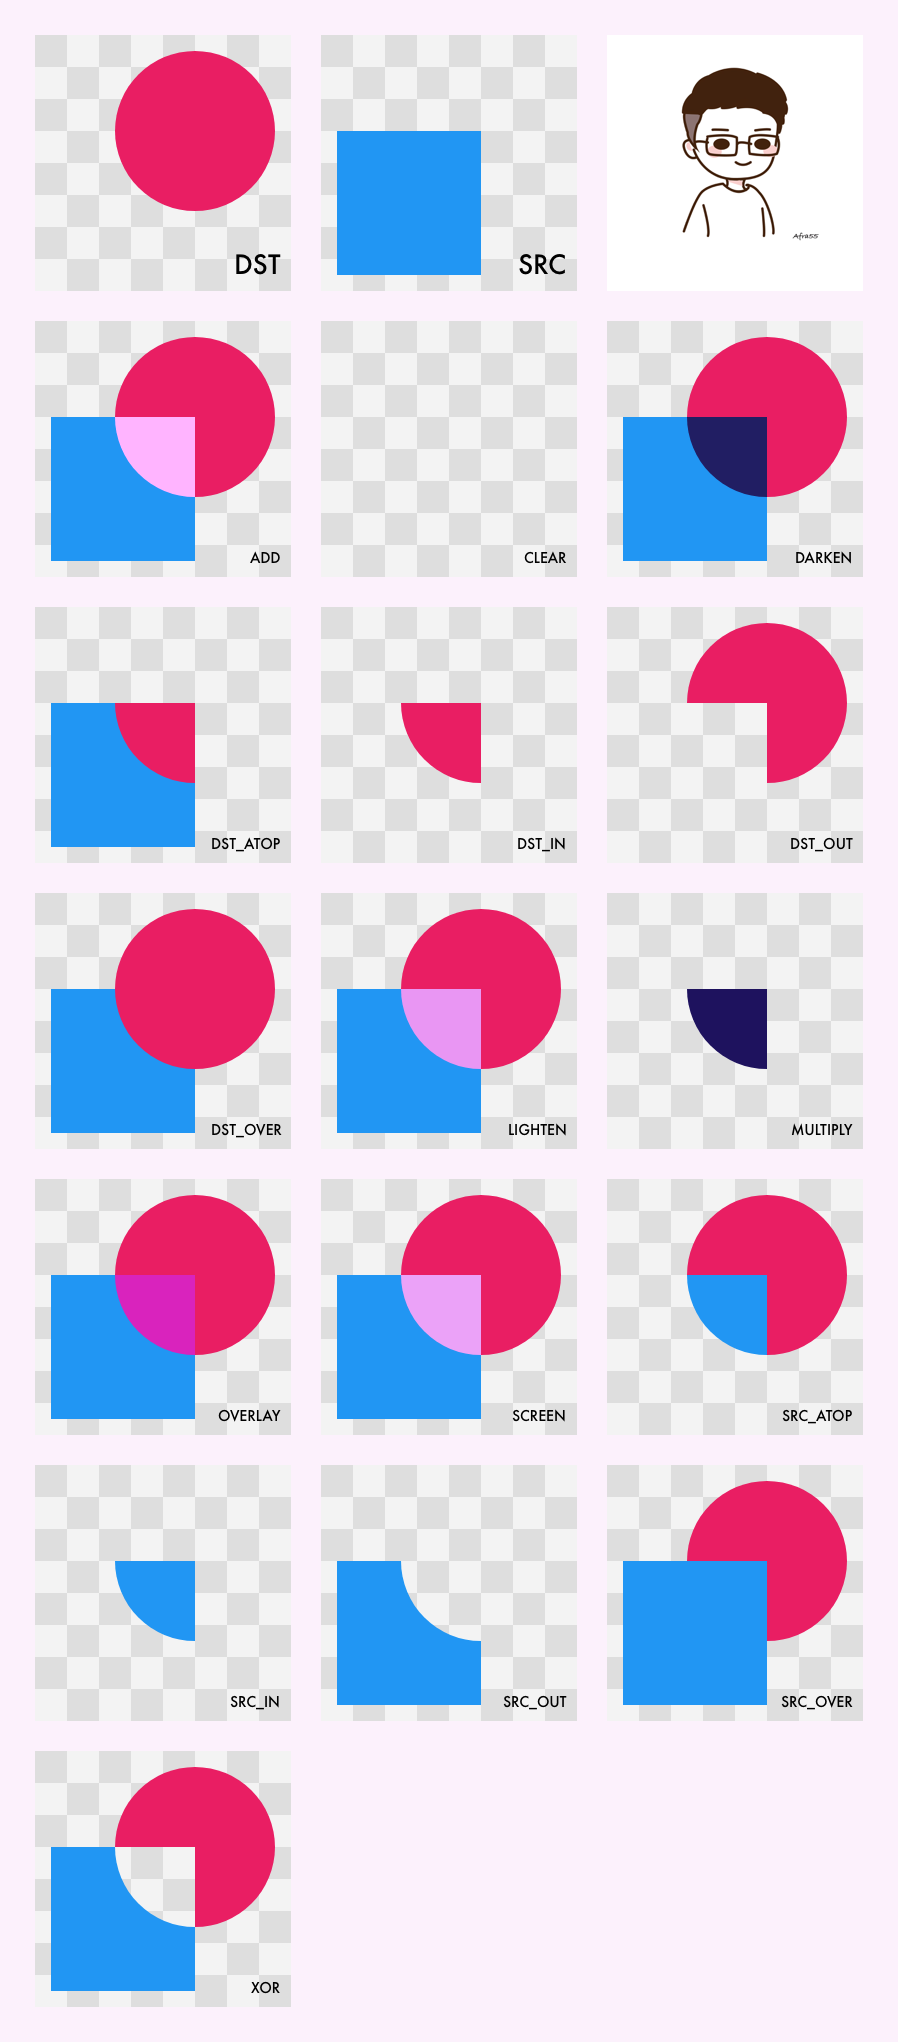 DST
SRC
Afra55
ADD
CLEAR
DARKEN
DST_ATOP
DST_IN
DST_OUT
DST_OVER
LIGHTEN
MULTIPLY
OVERLAY
SCREEN
SRC_ATOP
SRC_IN
SRC_OUT
SRC_OVER
XOR